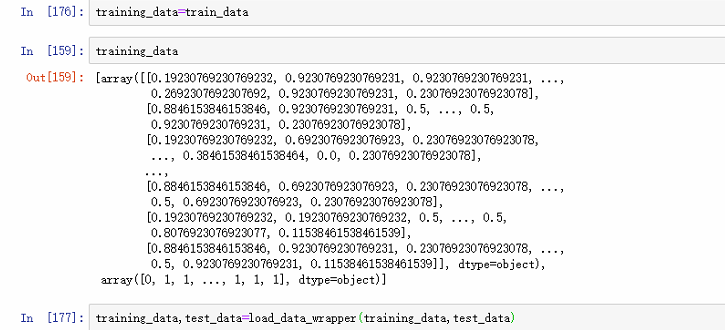 In [176]: training_data=train_data
In [159]: training_data
Out[159]: [array([[0.19230769230769232, 0.9230769230769231, 0.9230769230769231, ...,
0.2692307692307692, 0.9230769230769231, 0.23076923076923078],
[0.8846153846153846, 0.9230769230769231, 0.5, ..., 0.5,
0.9230769230769231, 0.23076923076923078],
[0.19230769230769232, 0.6923076923076923, 0.23076923076923078,
..., 0.38461538461538464, 0.0, 0.23076923076923078],
...,
[0.8846153846153846, 0.6923076923076923, 0.23076923076923078, ...,
0.5, 0.6923076923076923, 0.23076923076923078],
[0.19230769230769232, 0.19230769230769232, 0.5, ..., 0.5,
0.8076923076923077, 0.11538461538461539],
[0.8846153846153846, 0.9230769230769231, 0.23076923076923078, ...,
0.5, 0.9230769230769231, 0.11538461538461539]], dtype=object),
array([0, 1, 1, ..., 1, 1, 1], dtype=object)]
In [177]: training_data,test_data=load_data_wrapper(training_data,test_data)